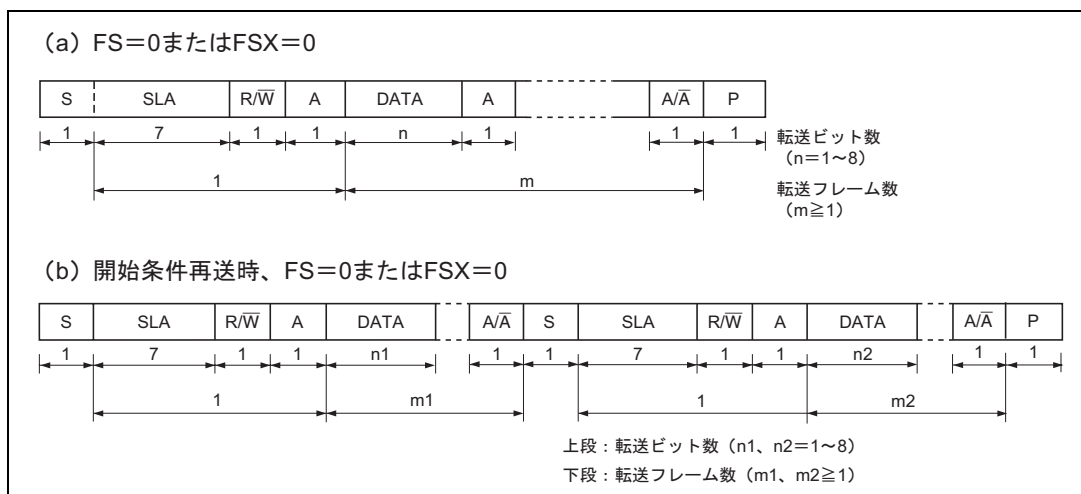 (a) FS=0またはFSX=0
S SLA R/W̅ A DATA A A/A̅ P
1 7 1 1 n 1 1 1 転送ビット数
(n=1~8)
1 m 転送フレーム数
(m≧1)
(b) 開始条件再送時、FS=0またはFSX=0
S SLA R/W̅ A DATA A/A̅ S SLA R/W̅ A DATA A/A̅ P
1 7 1 1 n1 1 1 7 1 1 n2 1 1
1 m1 1 m2
上段:転送ビット数(n1、n2=1~8)
下段:転送フレーム数(m1、m2≧1)